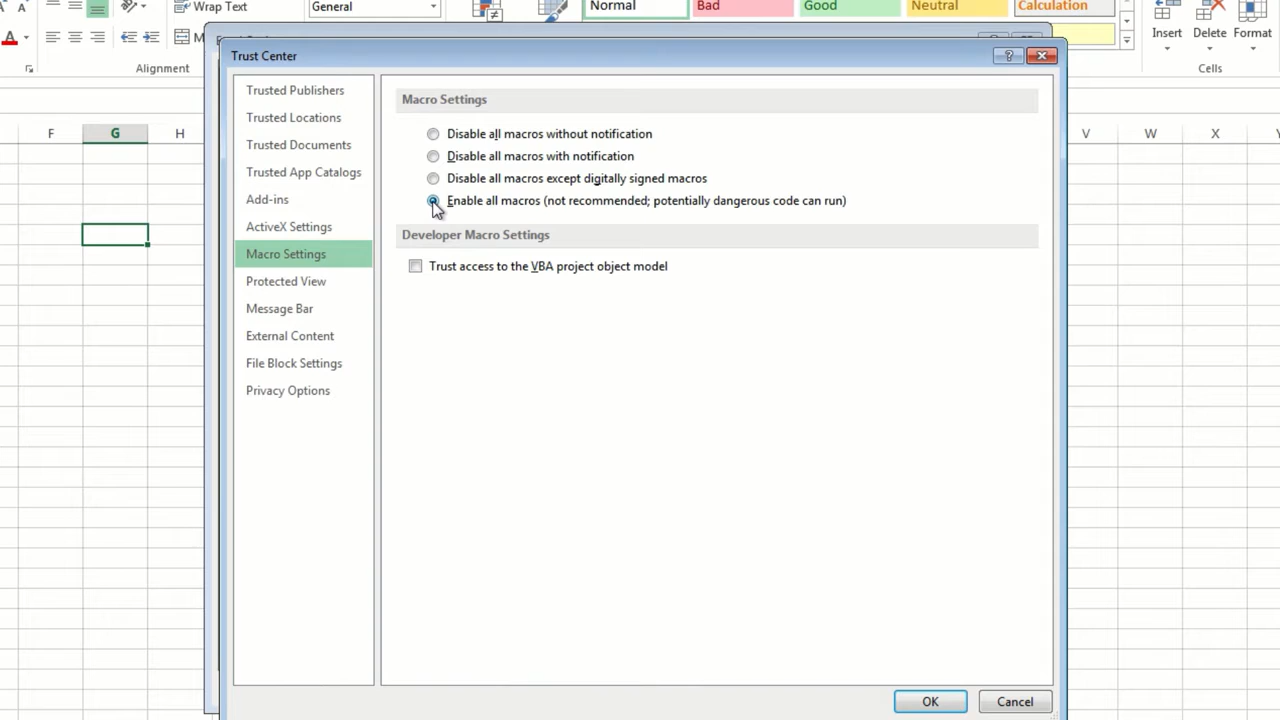 Wrap Text
General
Normal
Bad
Good
Neutral
Calculation
A
M
Insert
Delete
Format
Alignment
Cells
Trust Center
F
G
H
V
W
X
Trusted Publishers
Trusted Locations
Trusted Documents
Trusted App Catalogs
Add-ins
ActiveX Settings
Macro Settings
Protected View
Message Bar
External Content
File Block Settings
Privacy Options
Macro Settings
Disable all macros without notification
Disable all macros with notification
Disable all macros except digitally signed macros
Enable all macros (not recommended; potentially dangerous code can run)
Developer Macro Settings
Trust access to the VBA project object model
OK
Cancel